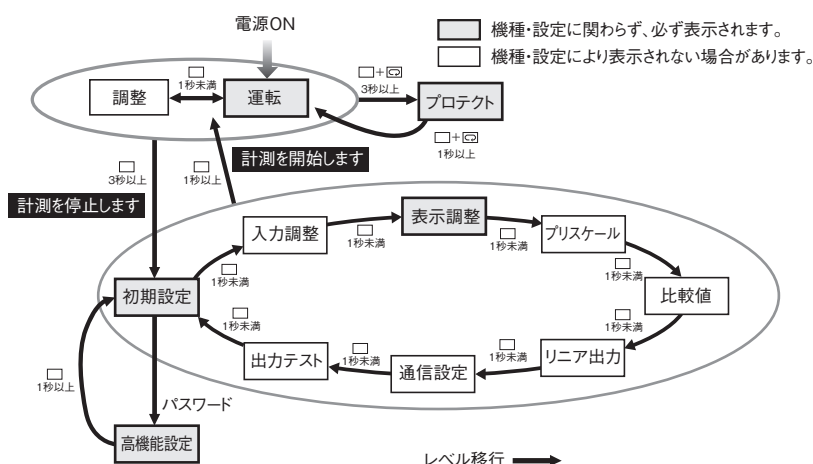 電源ON
機種・設定に関わらず、必ず表示されます。
機種・設定により表示されない場合があります。
調整
1秒未満
運転
3秒以上
プロテクト
1秒以上
3秒以上
1秒以上
計測を開始します
計測を停止します
入力調整
1秒未満
表示調整
1秒未満
プリスケール
1秒未満
1秒未満
比較値
初期設定
1秒未満
1秒未満
出力テスト
1秒未満
通信設定
1秒未満
リニア出力
1秒以上
パスワード
高機能設定
レベル移行